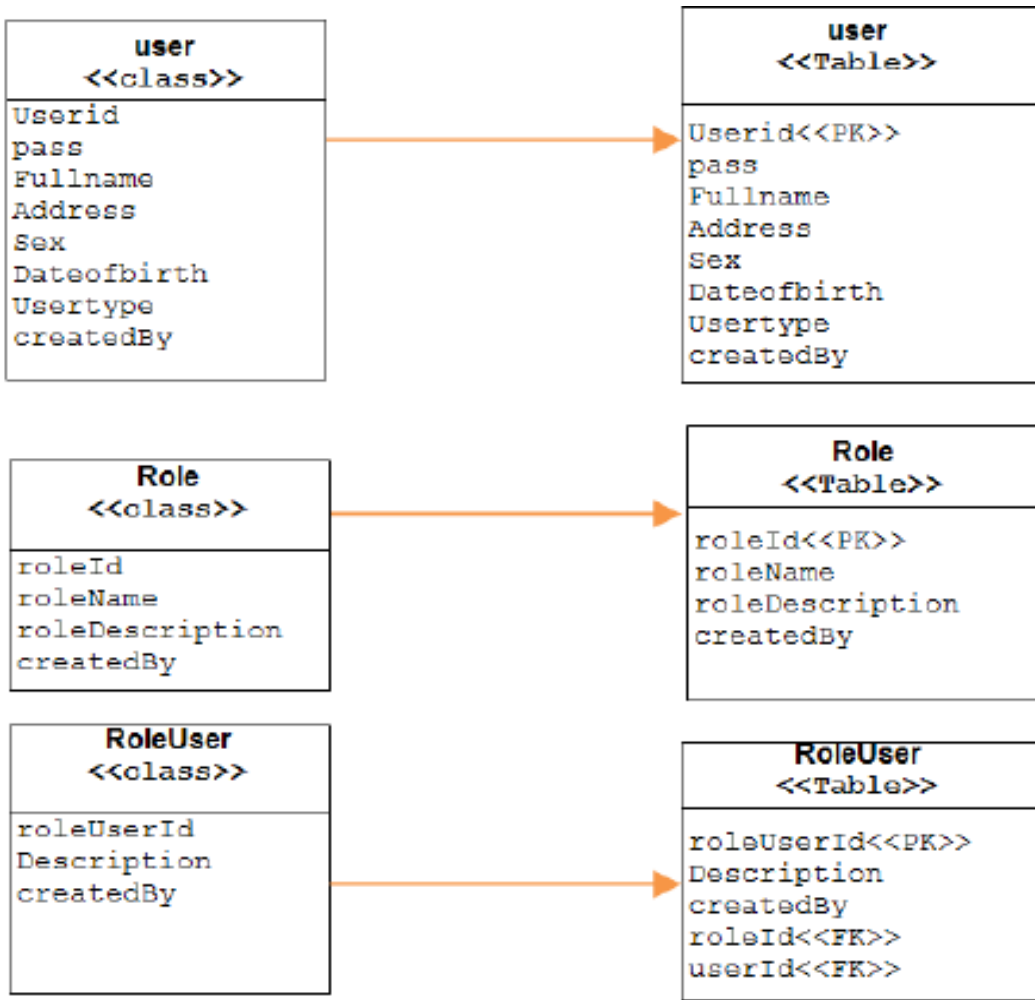 user
<<class>>
Userid
pass
Fullname
Address
Sex
Dateofbirth
Usertype
createdBy
user
<<Table>>
Userid<<PK>>
pass
Fullname
Address
Sex
Dateofbirth
Usertype
createdBy
Role
<<class>>
roleId
roleName
roleDescription
createdBy
Role
<<Table>>
roleId<<PK>>
roleName
roleDescription
createdBy
RoleUser
<<class>>
roleUserId
Description
createdBy
RoleUser
<<Table>>
roleUserId<<PK>>
Description
createdBy
roleId<<FK>>
userId<<FK>>